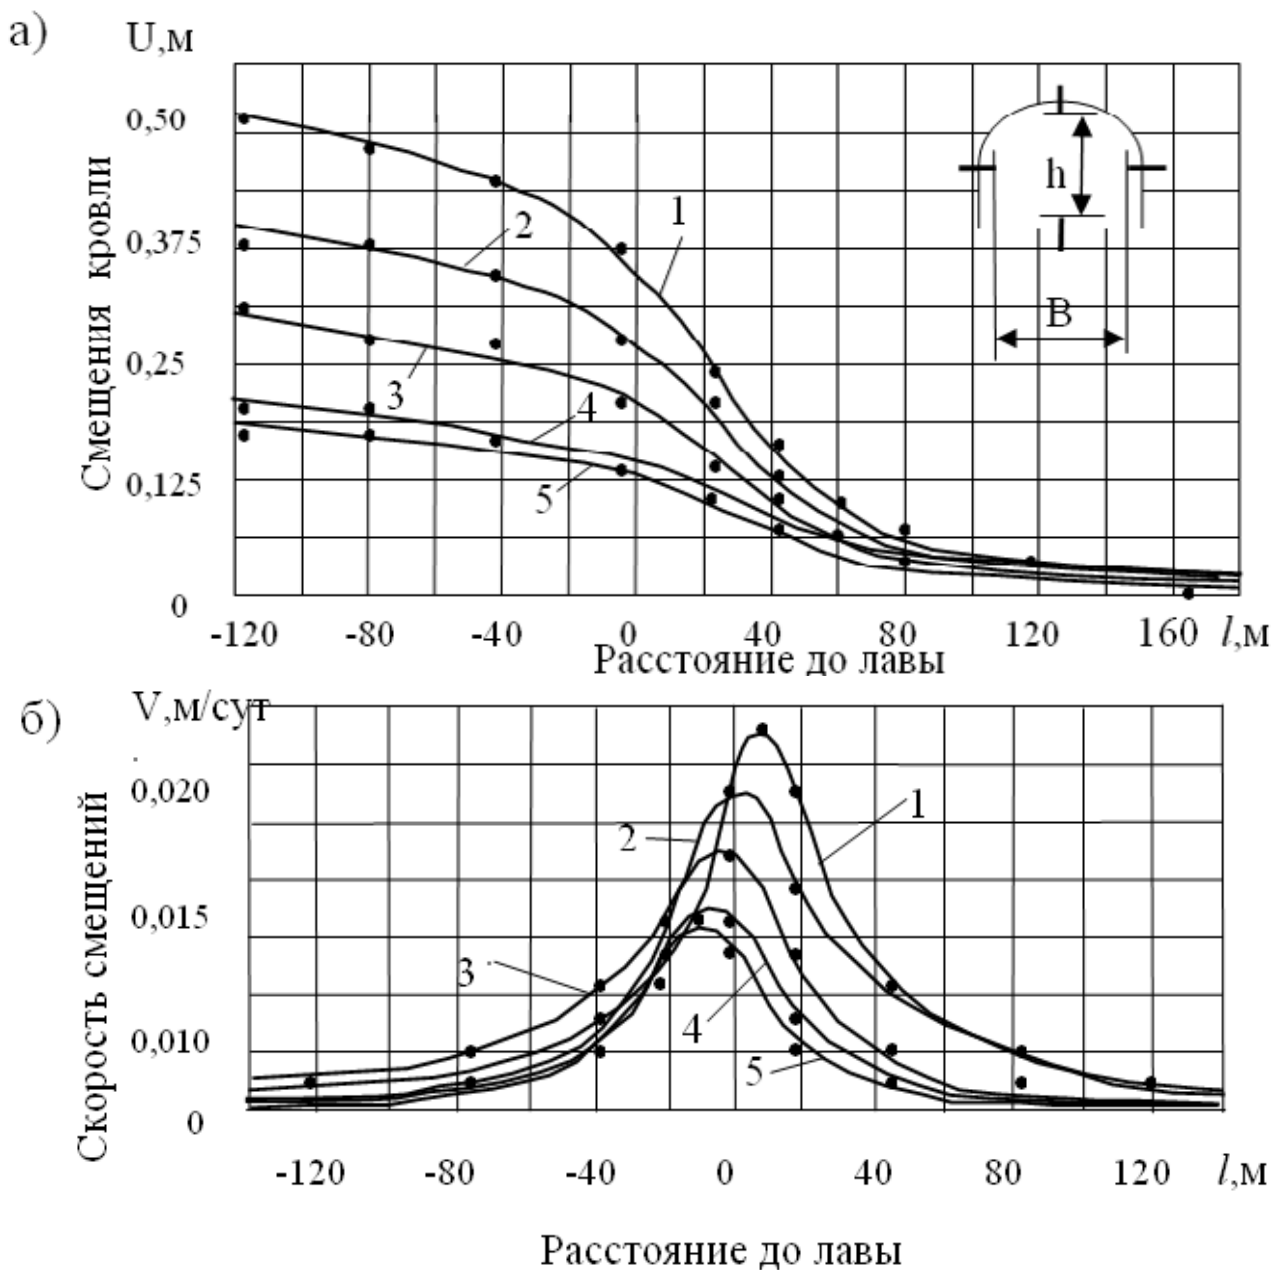 а)
U,м
Смещения кровли
0,50
0,375
0,25
0,125
0
1
2
3
4
5
h
B
-120 -80 -40 0 40 80 120 160 l,м
Расстояние до лавы
б)
V,м/сут
Скорость смещений
0,020
0,015
0,010
0
1
2
3
4
5
-120 -80 -40 0 40 80 120 l,м
Расстояние до лавы